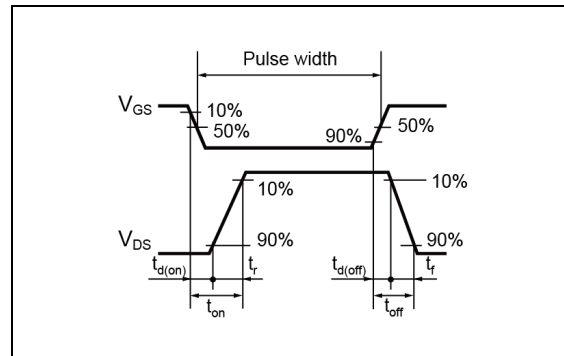 Pulse width
VGS
10%
50%
90%
50%
10%
10%
VDS
90%
90%
td(on)
tr
td(off)
tf
ton
toff